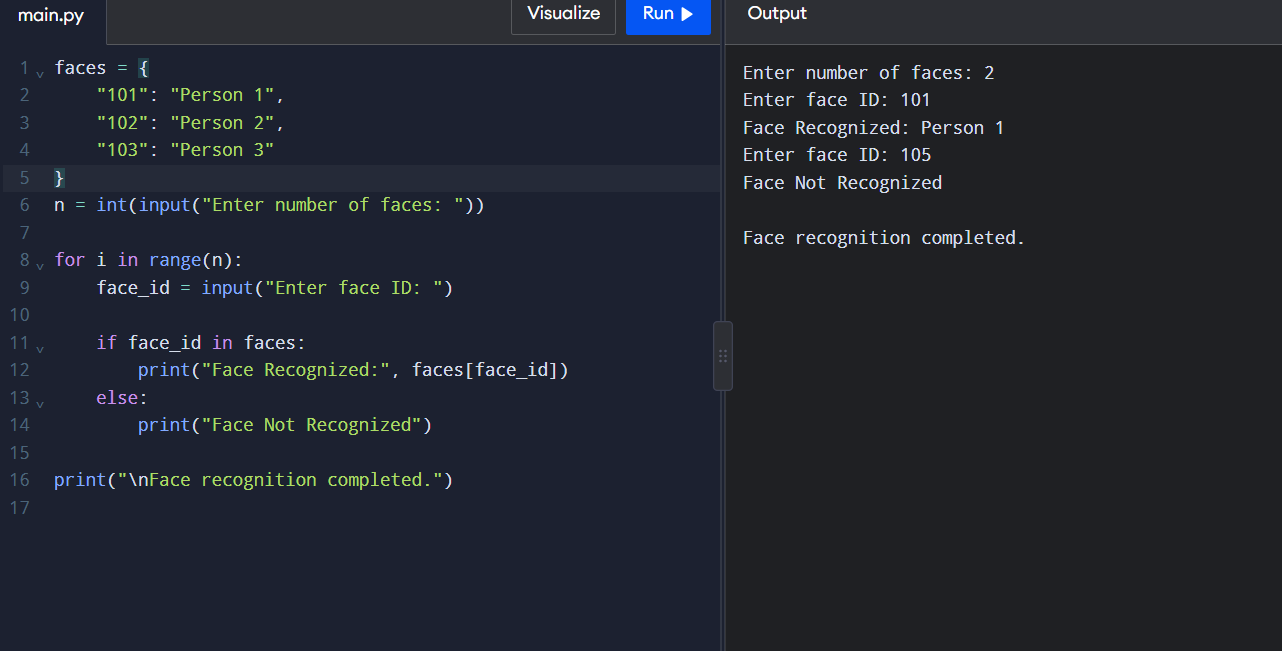 main.py
Visualize
Run
Output
1 faces = {
2     "101": "Person 1",
3     "102": "Person 2",
4     "103": "Person 3"
5 }
6 n = int(input("Enter number of faces: "))
7
8 for i in range(n):
9     face_id = input("Enter face ID: ")
10
11     if face_id in faces:
12         print("Face Recognized:", faces[face_id])
13     else:
14         print("Face Not Recognized")
15
16 print("\nFace recognition completed.")
17
Enter number of faces: 2
Enter face ID: 101
Face Recognized: Person 1
Enter face ID: 105
Face Not Recognized
Face recognition completed.